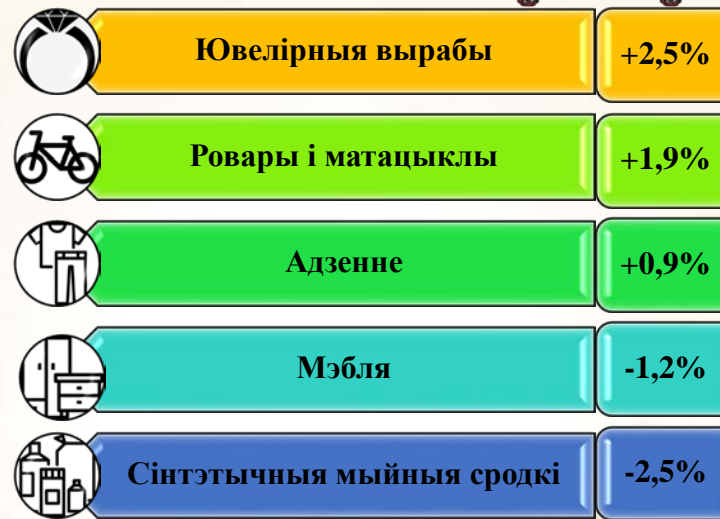 Ювелірныя вырабы +2,5%
Ровары і матацыклы +1,9%
Адзенне +0,9%
Мэбля -1,2%
Сінтэтычныя мыйныя сродкі -2,5%